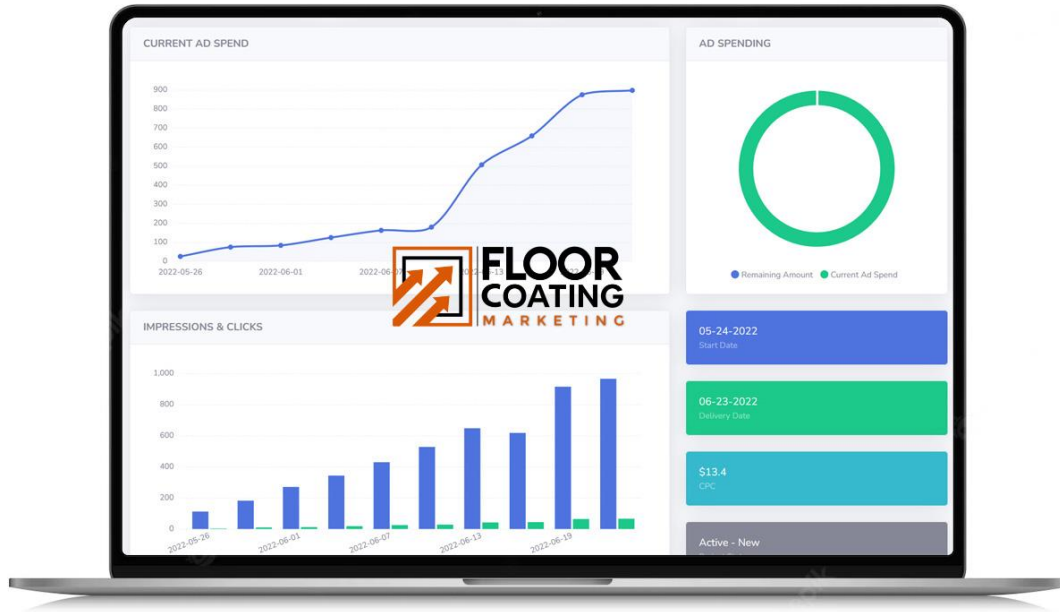 CURRENT AD SPEND
900
800
700
600
500
400
300
200
100
0
2022-05-26
2022-06-01
FLOOR
COATING
MARKETING
AD SPENDING
Remaining Amount
Current Ad Spend
IMPRESSIONS & CLICKS
1,000
800
600
400
200
0
2022-05-26
2022-06-01
2022-06-07
2022-06-13
2022-06-19
05-24-2022
Start Date
06-23-2022
Delivery Date
$13.4
CPC
Active - New